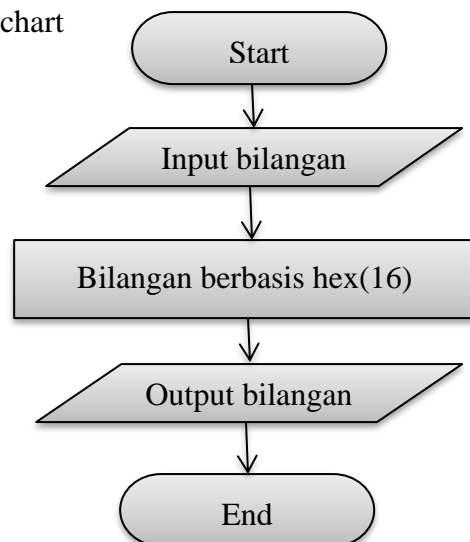 chart
Start
Input bilangan
Bilangan berbasis hex(16)
Output bilangan
End